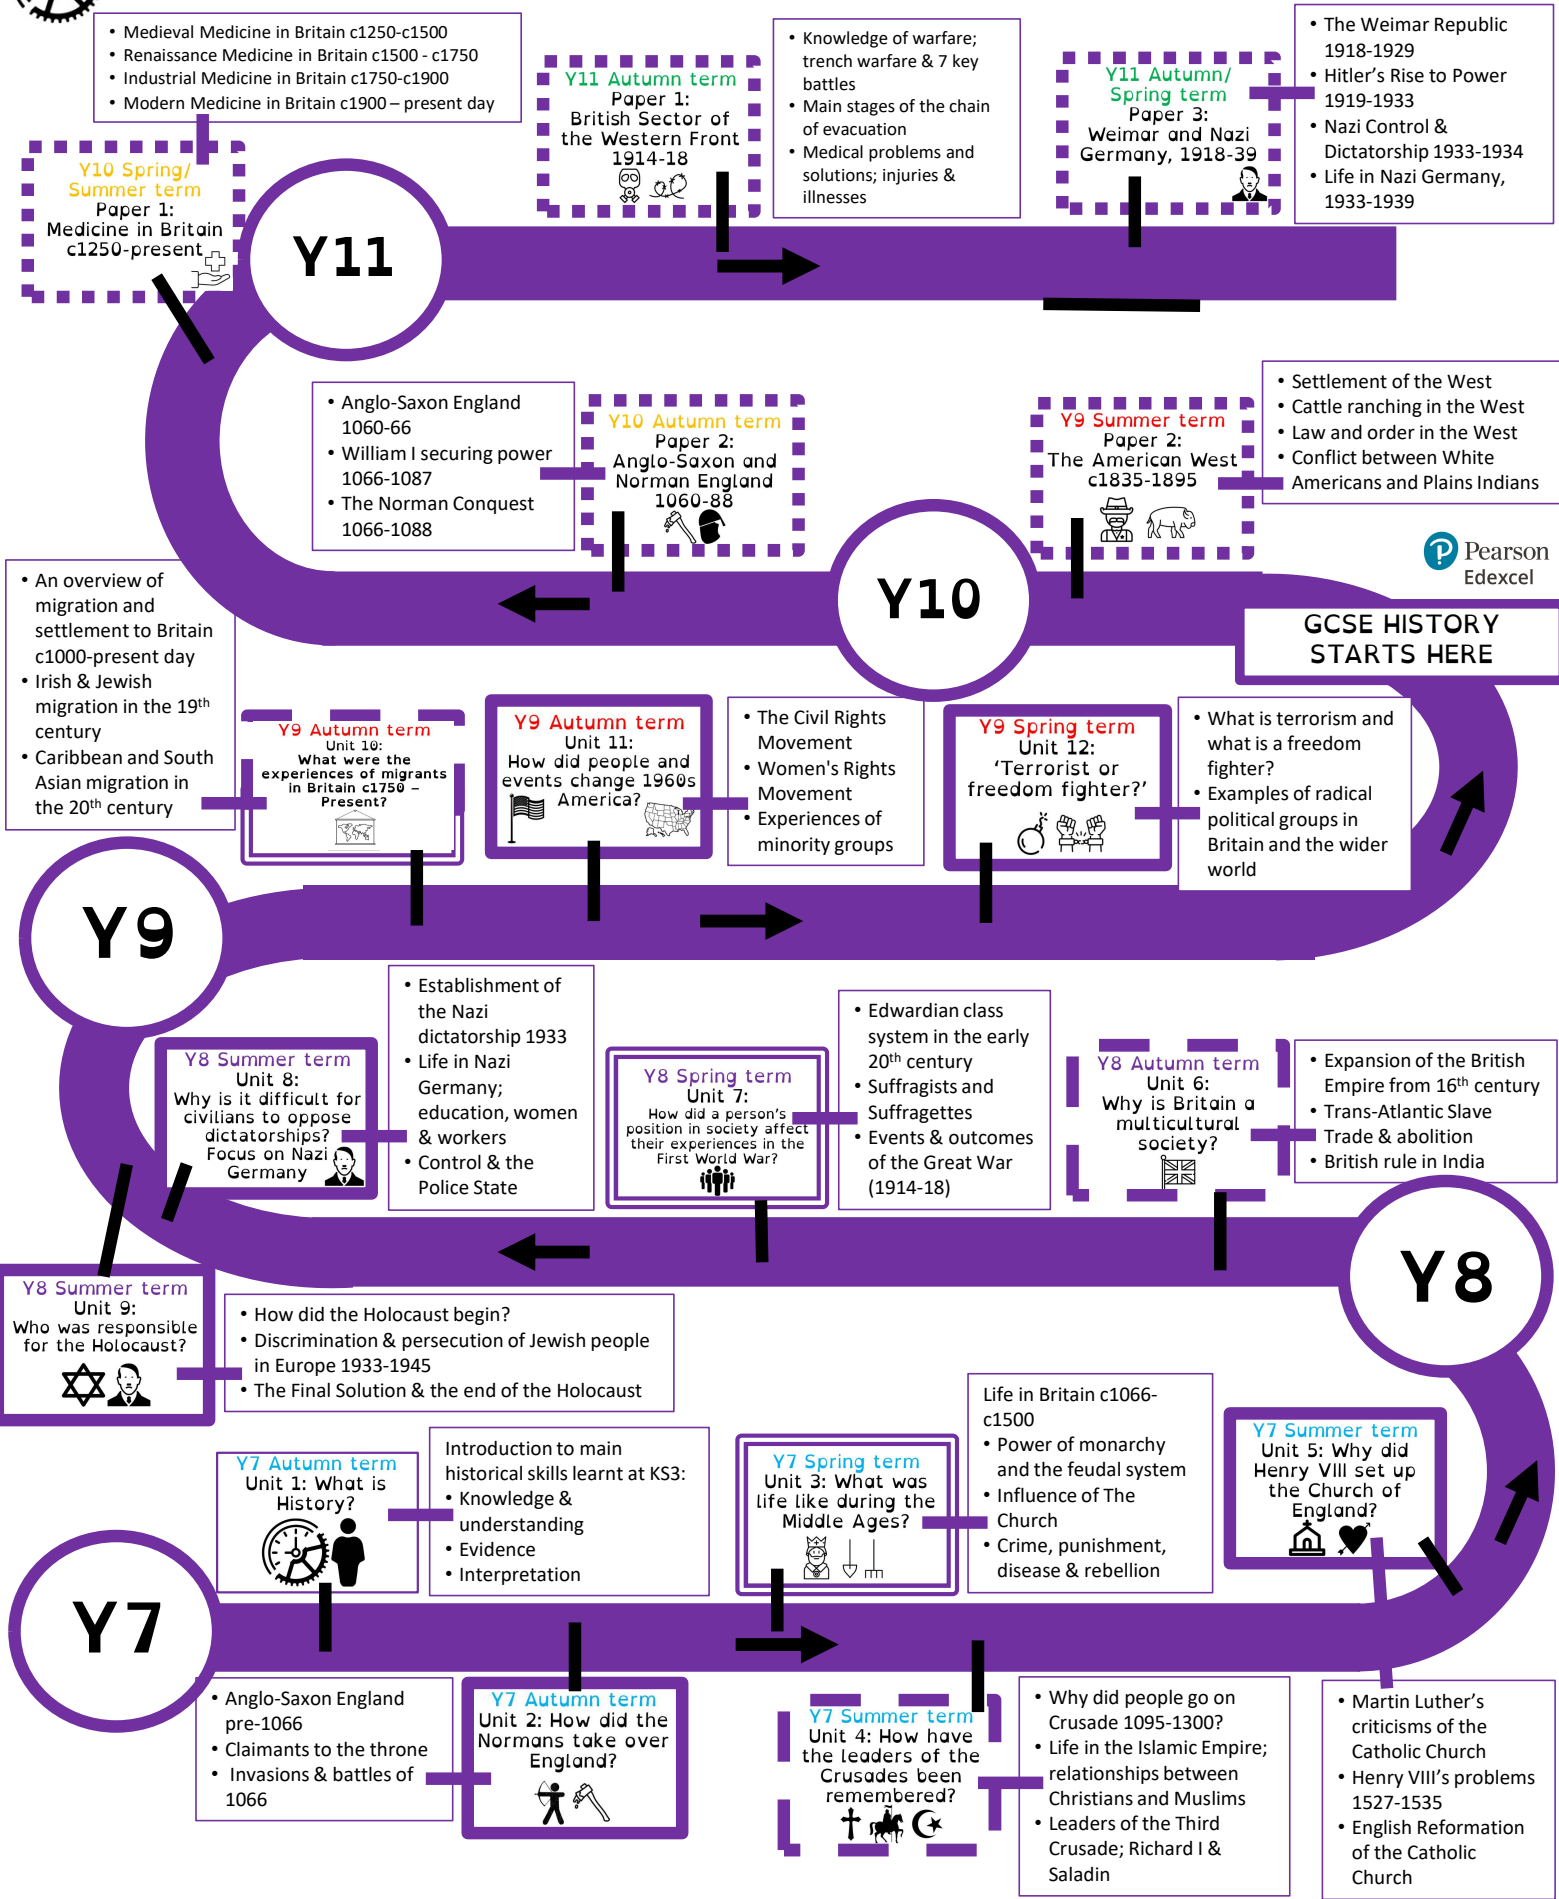 • Medieval Medicine in Britain c1250-c1500
• Renaissance Medicine in Britain c1500 - c1750
• Industrial Medicine in Britain c1750-c1900
• Modern Medicine in Britain c1900 – present day
Y10 Spring/
Summer term
Paper 1:
Medicine in Britain
c1250-present
Y11
Y11 Autumn term
Paper 1:
British Sector of
the Western Front
1914-18
• Knowledge of warfare;
trench warfare & 7 key
battles
• Main stages of the chain
of evacuation
• Medical problems and
solutions; injuries &
illnesses
Y11 Autumn/
Spring term
Paper 3:
Weimar and Nazi
Germany, 1918-39
• The Weimar Republic
1918-1929
• Hitler's Rise to Power
1919-1933
• Nazi Control &
Dictatorship 1933-1934
• Life in Nazi Germany,
1933-1939
• Anglo-Saxon England
1060-66
• William I securing power
1066-1087
• The Norman Conquest
1066-1088
Y10 Autumn term
Paper 2:
Anglo-Saxon and
Norman England
1060-88
Y10
Y9 Summer term
Paper 2:
The American West
c1835-1895
• Settlement of the West
• Cattle ranching in the West
• Law and order in the West
• Conflict between White
Americans and Plains Indians
Pearson
Edexcel
GCSE HISTORY
STARTS HERE
• An overview of
migration and
settlement to Britain
c1000-present day
• Irish & Jewish
migration in the 19th
century
• Caribbean and South
Asian migration in
the 20th century
Y9 Autumn term
Unit 10:
What were the
experiences of migrants
in Britain c1750 –
Present?
Y9 Autumn term
Unit 11:
How did people and
events change 1960s
America?
• The Civil Rights
Movement
• Women's Rights
Movement
• Experiences of
minority groups
Y9 Spring term
Unit 12:
‘Terrorist or
freedom fighter?’
• What is terrorism and
what is a freedom
fighter?
• Examples of radical
political groups in
Britain and the wider
world
Y9
Y8 Summer term
Unit 8:
Why is it difficult for
civilians to oppose
dictatorships?
Focus on Nazi
Germany
• Establishment of
the Nazi
dictatorship 1933
• Life in Nazi
Germany;
education, women
& workers
• Control & the
Police State
Y8 Spring term
Unit 7:
How did a person's
position in society affect
their experiences in the
First World War?
• Edwardian class
system in the early
20th century
• Suffragists and
Suffragettes
• Events & outcomes
of the Great War
(1914-18)
Y8 Autumn term
Unit 6:
Why is Britain a
multicultural
society?
• Expansion of the British
Empire from 16th century
• Trans-Atlantic Slave
• Trade & abolition
• British rule in India
Y8
Y8 Summer term
Unit 9:
Who was responsible
for the Holocaust?
• How did the Holocaust begin?
• Discrimination & persecution of Jewish people
in Europe 1933-1945
• The Final Solution & the end of the Holocaust
Y7 Autumn term
Unit 1: What is
History?
Introduction to main
historical skills learnt at KS3:
• Knowledge &
understanding
• Evidence
• Interpretation
Y7 Spring term
Unit 3: What was
life like during the
Middle Ages?
Life in Britain c1066-
c1500
• Power of monarchy
and the feudal system
• Influence of The
Church
• Crime, punishment,
disease & rebellion
Y7 Summer term
Unit 5: Why did
Henry VIII set up
the Church of
England?
Y7
• Anglo-Saxon England
pre-1066
• Claimants to the throne
• Invasions & battles of
1066
Y7 Autumn term
Unit 2: How did the
Normans take over
England?
Y7 Summer term
Unit 4: How have
the leaders of the
Crusades been
remembered?
• Why did people go on
Crusade 1095-1300?
• Life in the Islamic Empire;
relationships between
Christians and Muslims
• Leaders of the Third
Crusade; Richard I &
Saladin
• Martin Luther's
criticisms of the
Catholic Church
• Henry VIII's problems
1527-1535
• English Reformation
of the Catholic
Church